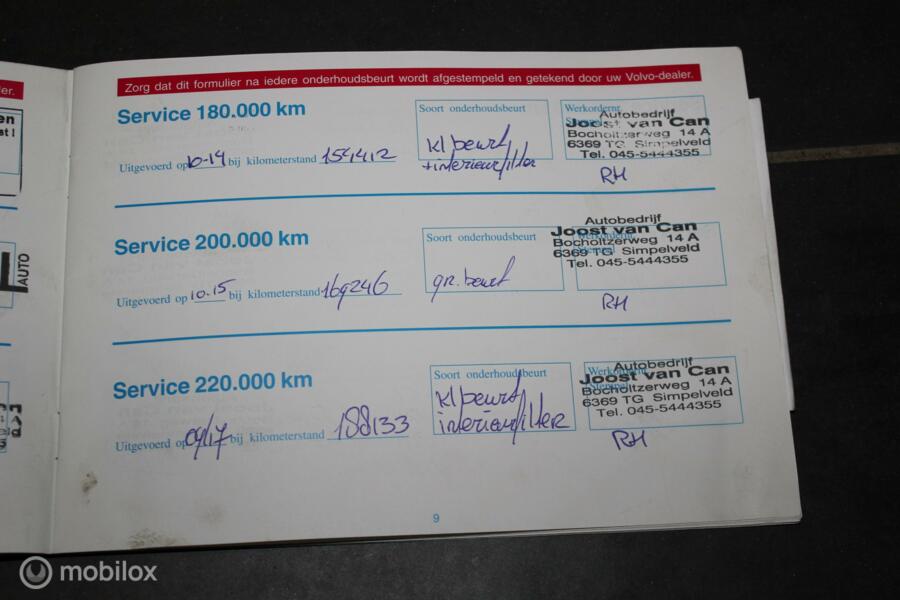 Zorg dat dit formulier na iedere onderhoudsbeurt wordt afgestempeld en getekend door uw Volvo-dealer.
Service 180.000 km
Soort onderhoudsbeurt
Kl beurt
+interieurfilter
Werkordernr.
Autobedrijf
Joost van Can
Bocholtzerweg 14 A
6369 TG Simpelveld
Tel. 045-5444355
Uitgevoerd op 10-14 bij kilometerstand 154412
RH
Service 200.000 km
Soort onderhoudsbeurt
gr. beurt
Autobedrijf
Joost van Can
Bocholtzerweg 14 A
6369 TG Simpelveld
Tel. 045-5444355
Uitgevoerd op 10-15 bij kilometerstand 169246
RH
Service 220.000 km
Soort onderhoudsbeurt
Kl beurt
interieurfilter
Werkordernr.
Autobedrijf
Joost van Can
Bocholtzerweg 14 A
6369 TG Simpelveld
Tel. 045-5444355
Uitgevoerd op 09/17 bij kilometerstand 188133
RH
9
AUTO
mobilox